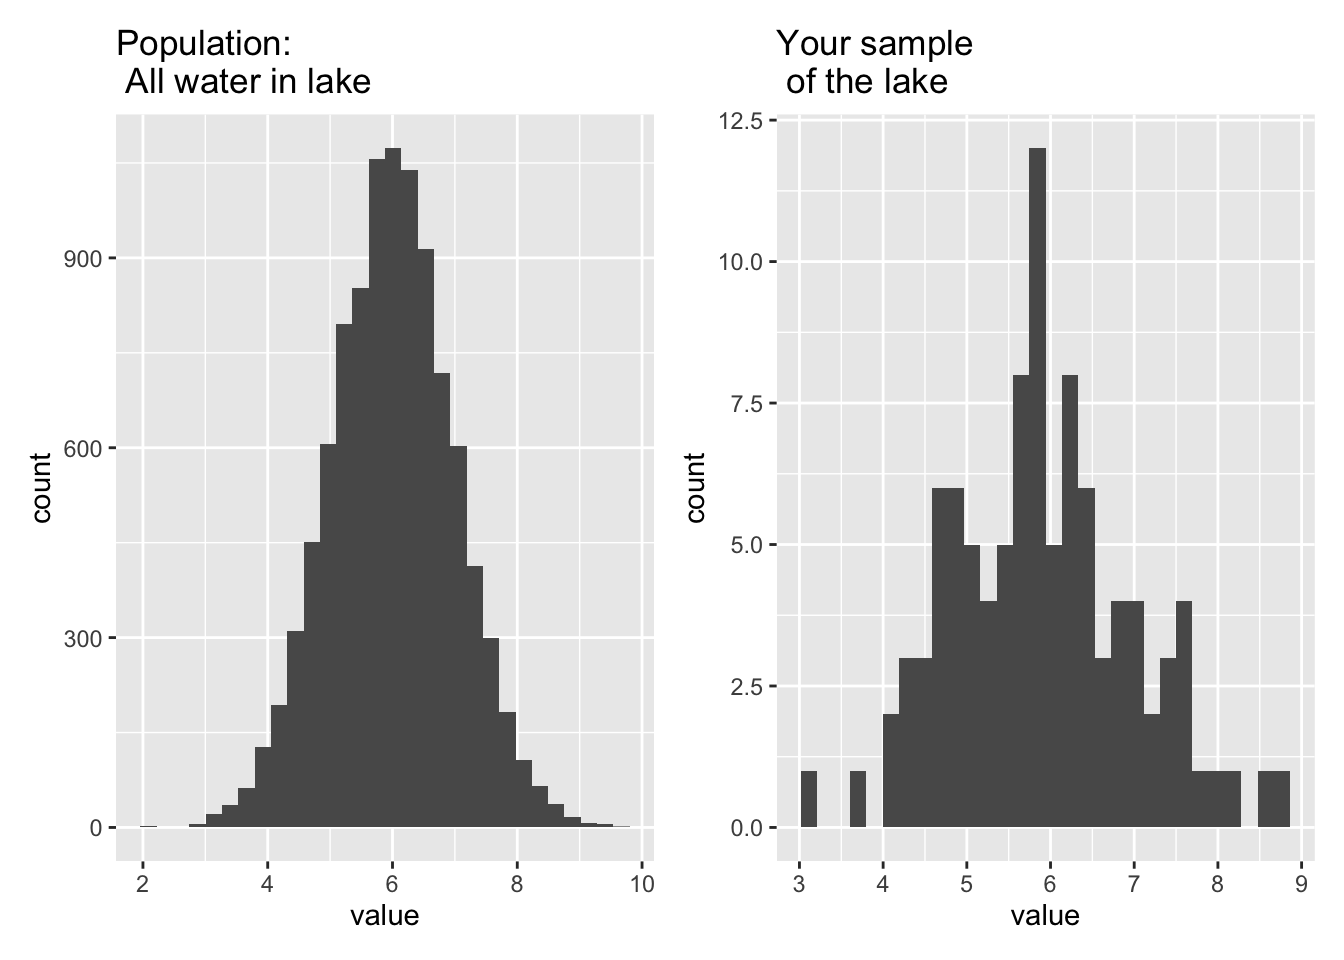 Population:
All water in lake
900
600
300
0
count
2 4 6 8 10
value
Your sample
of the lake
12.5
10.0
7.5
5.0
2.5
0.0
count
3 4 5 6 7 8 9
value